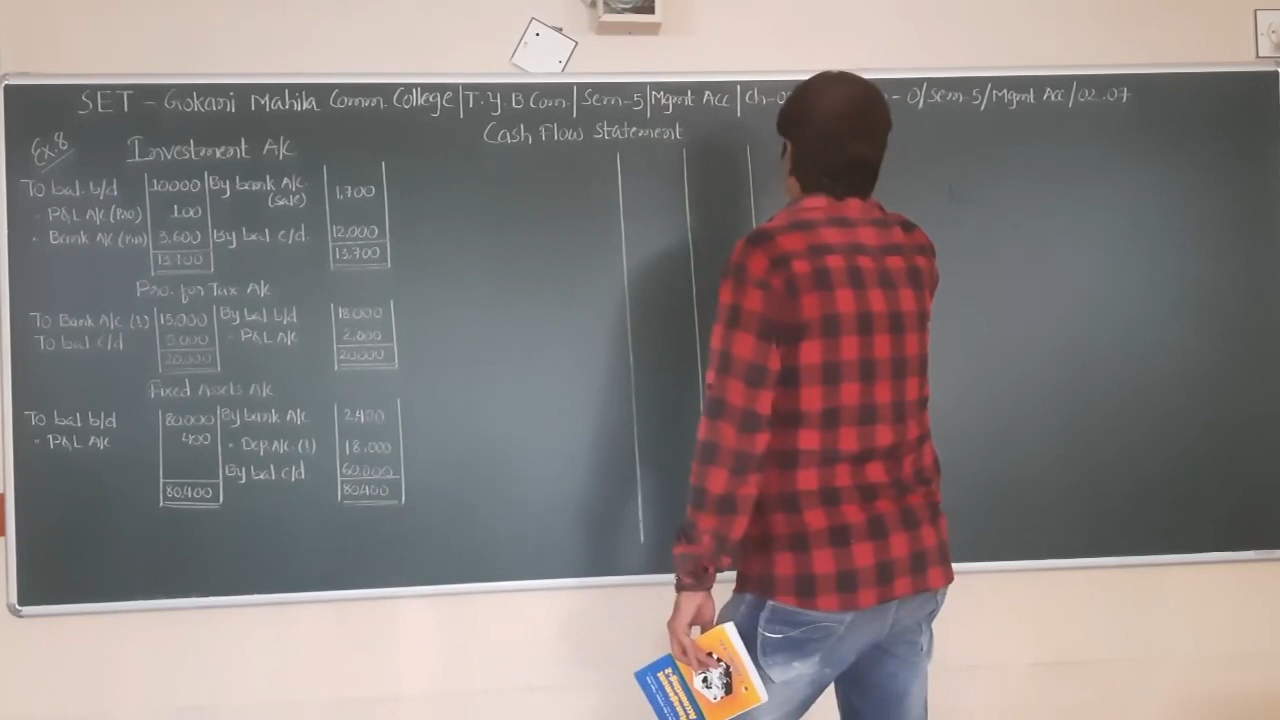 SET - Gokani Mahila Comm. College | T.Y. B Com. | Sem-5 | Mgmt Acc | Ch-0 - 0/Sem-5/Mgmt Acc/02.07
Cash Flow Statement
Ex.8 Investment A/c
To bal. b/d 10000 By bank A/c. 1,700
(sale)
- P&L A/c (Pro) 100
- Bank A/c 3,600 By bal c/d. 12,000
13,700 13,700
Pro. for Tax A/c
To Bank A/c (?) 15,000 By bal b/d 18,000
To bal c/d 5,000 - P&L A/c 2,000
20,000 20,000
Fixed Assets A/c
To bal b/d 80,000 By bank A/c 2,400
- P&L A/c 400 - Dep. A/c. (?) 18,000
By bal c/d. 60,000
80,400 80,400
Management
Accounting-2